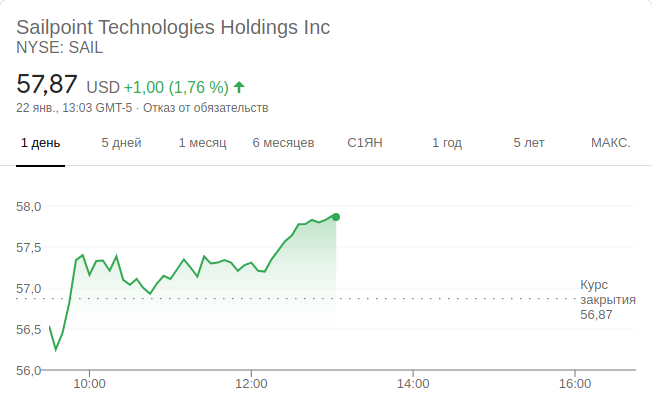 Sailpoint Technologies Holdings Inc
NYSE: SAIL
57,87 USD +1,00 (1,76 %)
22 янв., 13:03 GMT-5 · Отказ от обязательств
1 день 5 дней 1 месяц 6 месяцев С1ЯН 1 год 5 лет МАКС.
58,0
57,5
57,0
Курс
закрытия
56,87
56,5
56,0
10:00 12:00 14:00 16:00